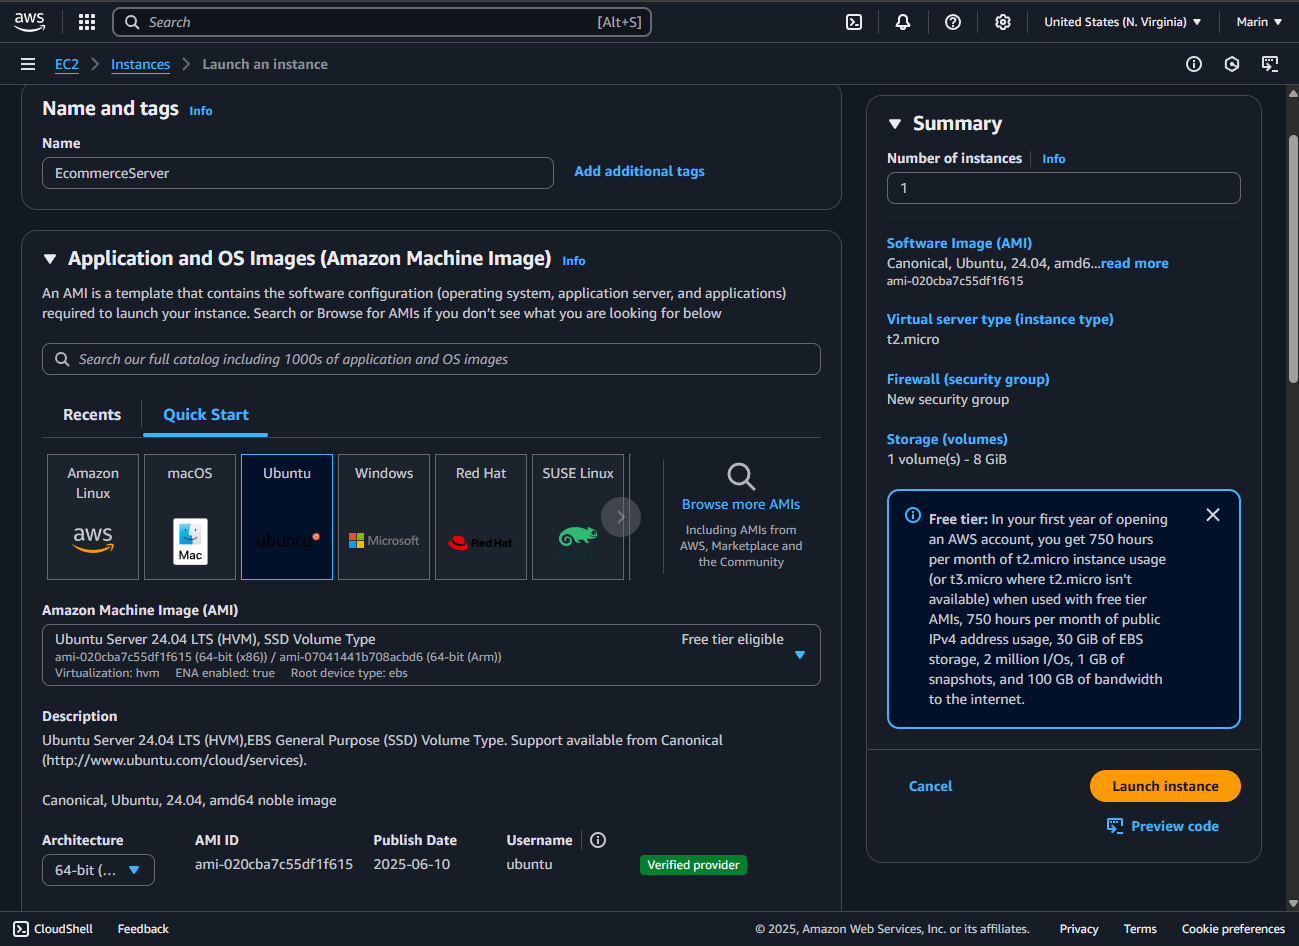 aws
Search
[Alt+S]
United States (N. Virginia)
Marin
EC2
Instances
Launch an instance
Name and tags
Info
Name
EcommerceServer
Add additional tags
Application and OS Images (Amazon Machine Image)
Info
An AMI is a template that contains the software configuration (operating system, application server, and applications)
required to launch your instance. Search or Browse for AMIs if you don’t see what you are looking for below
Search our full catalog including 1000s of application and OS images
Recents
Quick Start
Amazon
Linux
aws
macOS
Mac
Ubuntu
ubuntu
Windows
Microsoft
Red Hat
Red Hat
SUSE Linux
Browse more AMIs
Including AMIs from
AWS, Marketplace and
the Community
Amazon Machine Image (AMI)
Ubuntu Server 24.04 LTS (HVM), SSD Volume Type
Free tier eligible
ami-020cba7c55df1f615 (64-bit (x86)) / ami-07041441b708acbd6 (64-bit (Arm))
Virtualization: hvm ENA enabled: true Root device type: ebs
Description
Ubuntu Server 24.04 LTS (HVM),EBS General Purpose (SSD) Volume Type. Support available from Canonical
(http://www.ubuntu.com/cloud/services).
Canonical, Ubuntu, 24.04, amd64 noble image
Architecture
64-bit (...
AMI ID
ami-020cba7c55df1f615
Publish Date
2025-06-10
Username
ubuntu
Verified provider
Summary
Number of instances
Info
1
Software Image (AMI)
Canonical, Ubuntu, 24.04, amd6...read more
ami-020cba7c55df1f615
Virtual server type (instance type)
t2.micro
Firewall (security group)
New security group
Storage (volumes)
1 volume(s) - 8 GiB
Free tier: In your first year of opening
an AWS account, you get 750 hours
per month of t2.micro instance usage
(or t3.micro where t2.micro isn't
available) when used with free tier
AMIs, 750 hours per month of public
IPv4 address usage, 30 GiB of EBS
storage, 2 million I/Os, 1 GB of
snapshots, and 100 GB of bandwidth
to the internet.
Cancel
Launch instance
Preview code
CloudShell
Feedback
© 2025, Amazon Web Services, Inc. or its affiliates.
Privacy
Terms
Cookie preferences